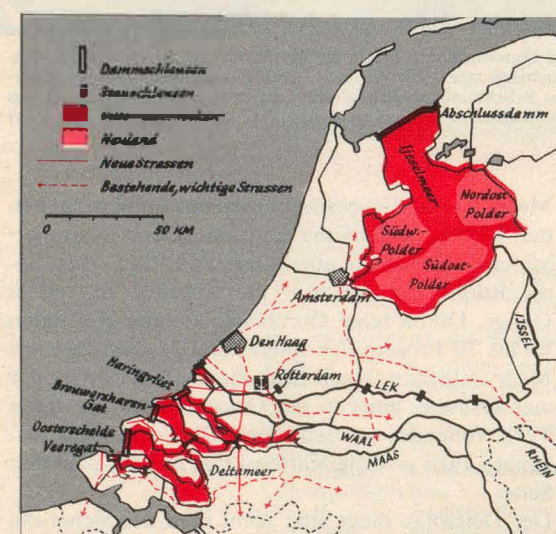 Dammschleusen
Stauschleusen
Neuland
Neue Strassen
Bestehende, wichtige Strassen
0 50 KM
Abschlussdamm
Ijsselmeer
Nordost
Polder
Südw.-
Polder
Südost-
Polder
Amsterdam
IJSSEL
Den Haag
Haringvliet
Rotterdam
LEK
Brouwershaven
Gat
Oosterschelde
Veersegat
WAAL
MAAS
Deltameer
RHEIN